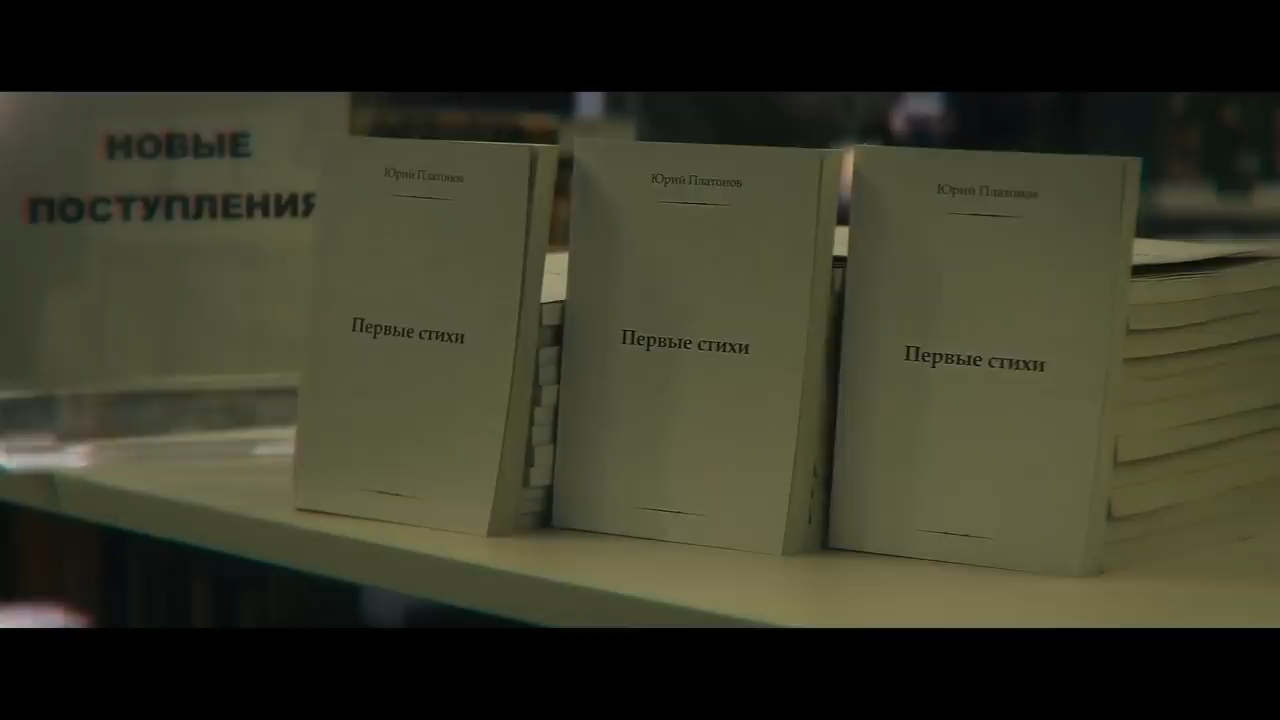 НОВЫЕ
ПОСТУПЛЕНИЯ
Юрий Платонов
Первые стихи
Юрий Платонов
Первые стихи
Юрий Платонов
Первые стихи